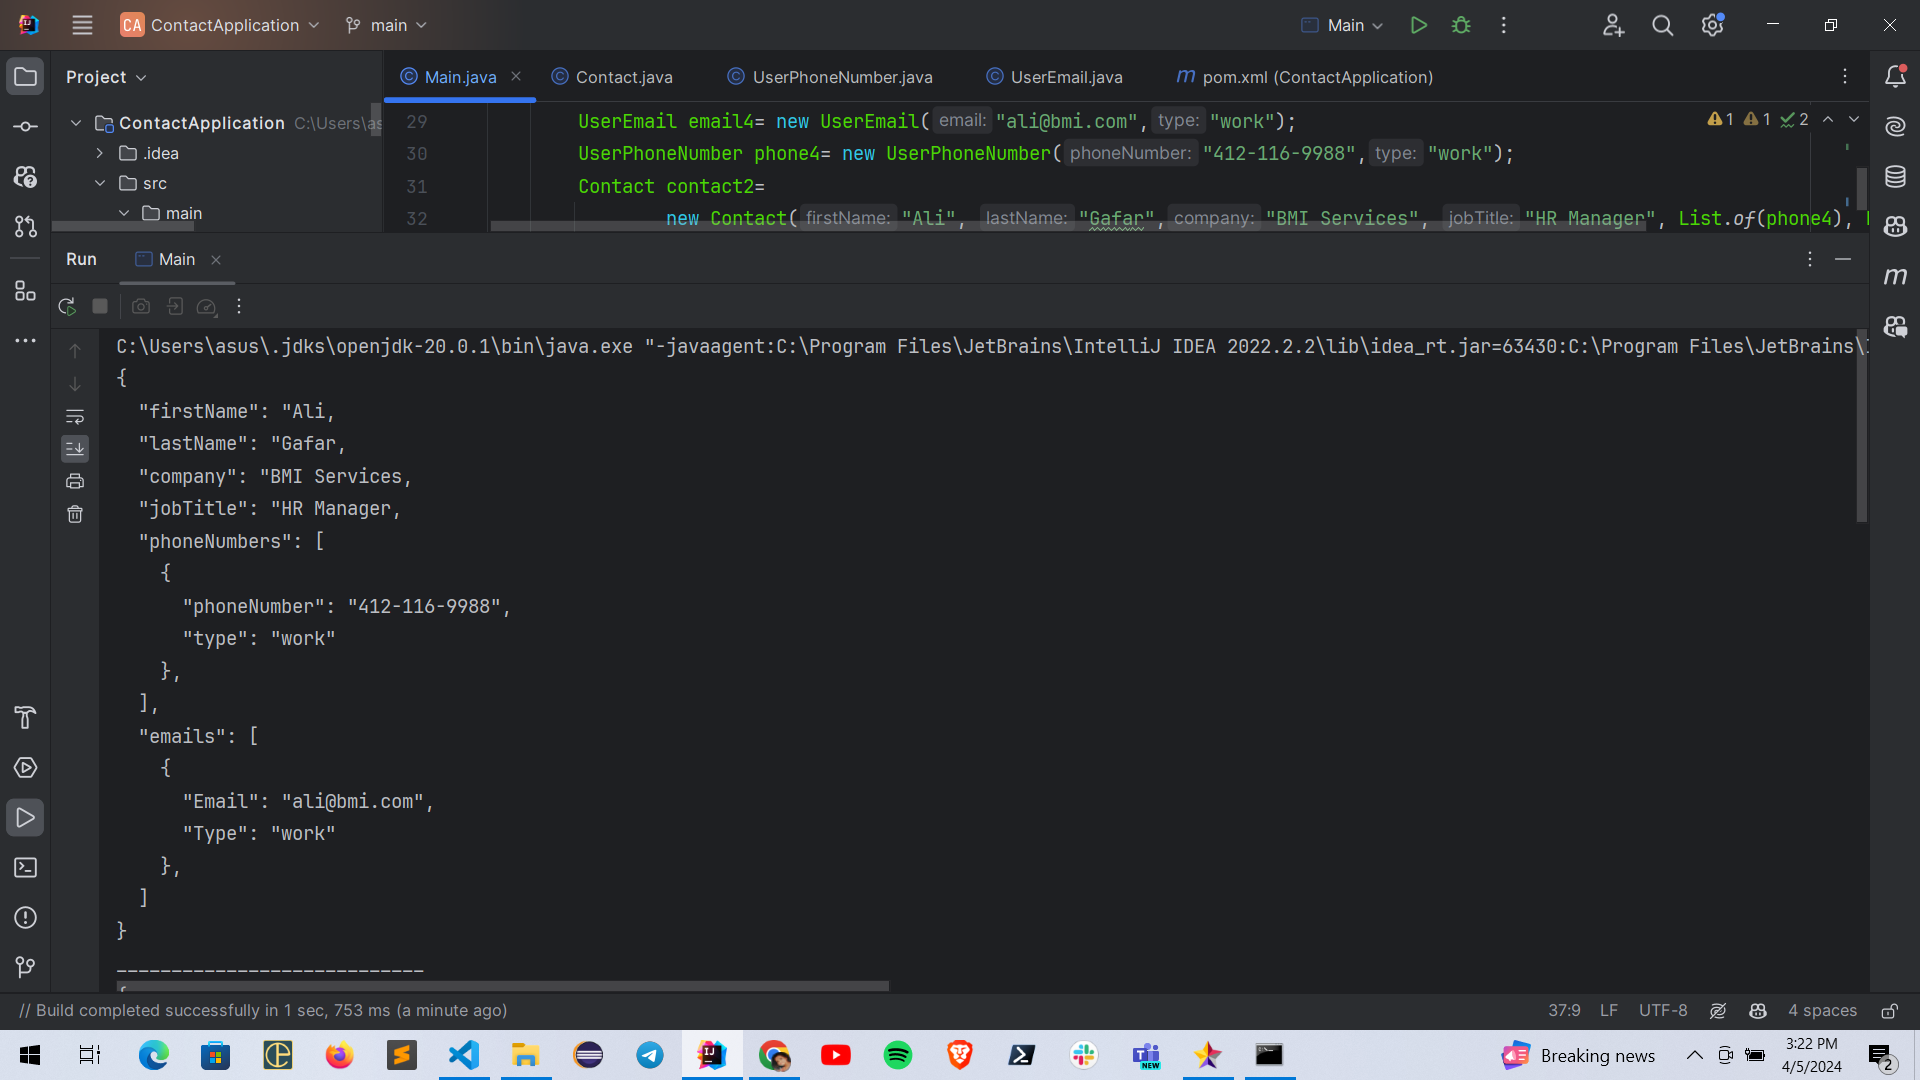 CA ContactApplication main Main
Project
Main.java Contact.java UserPhoneNumber.java UserEmail.java m pom.xml (ContactApplication)
ContactApplication C:\Users\as
.idea
src
main
29 UserEmail email4= new UserEmail( email: "ali@bmi.com", type: "work");
30 UserPhoneNumber phone4= new UserPhoneNumber( phoneNumber: "412-116-9988", type: "work");
31 Contact contact2=
32 new Contact( firstName: "Ali", lastName: "Gafar", company: "BMI Services", jobTitle: "HR Manager", List.of(phone4),
1 1 2
Run Main
C:\Users\asus\.jdks\openjdk-20.0.1\bin\java.exe "-javaagent:C:\Program Files\JetBrains\IntelliJ IDEA 2022.2.2\lib\idea_rt.jar=63430:C:\Program Files\JetBrains\
{
"firstName": "Ali,
"lastName": "Gafar,
"company": "BMI Services,
"jobTitle": "HR Manager,
"phoneNumbers": [
{
"phoneNumber": "412-116-9988",
"type": "work"
},
],
"emails": [
{
"Email": "ali@bmi.com",
"Type": "work"
},
]
}
----------------------------
// Build completed successfully in 1 sec, 753 ms (a minute ago)
37:9 LF UTF-8 4 spaces
Breaking news
3:22 PM
4/5/2024
2